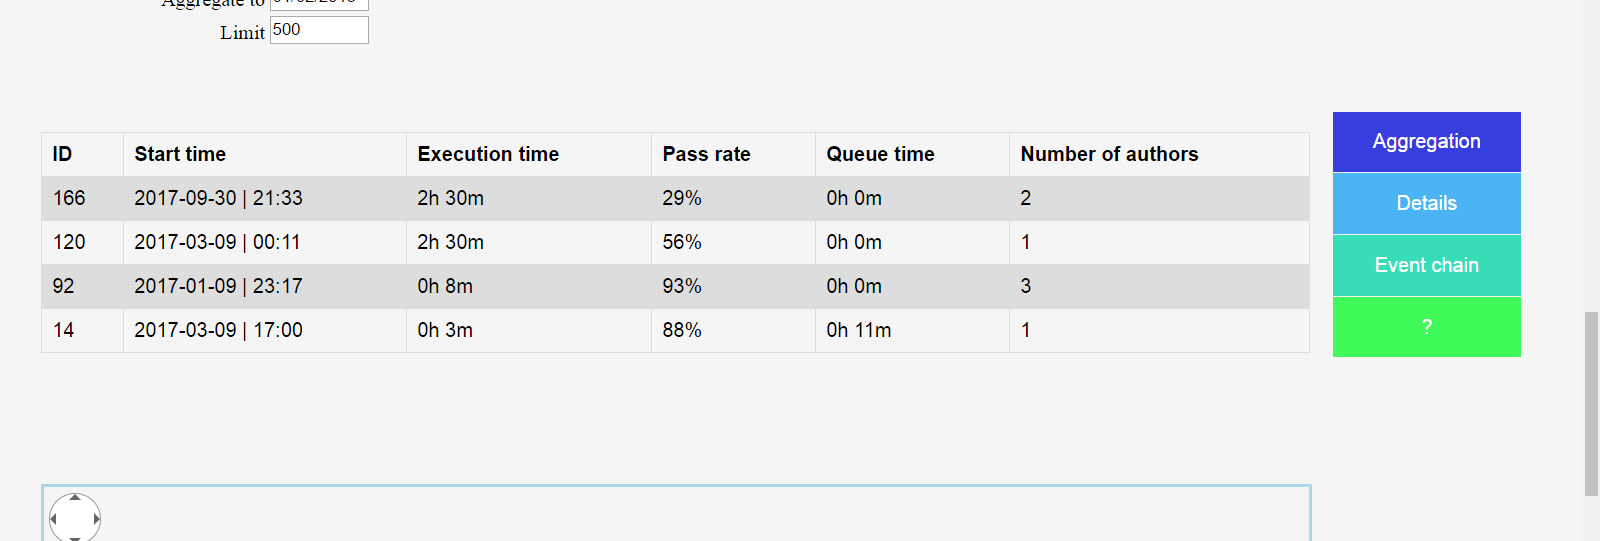 Aggregate to
Limit 500
ID Start time Execution time Pass rate Queue time Number of authors
166 2017-09-30 | 21:33 2h 30m 29% 0h 0m 2
120 2017-03-09 | 00:11 2h 30m 56% 0h 0m 1
92 2017-01-09 | 23:17 0h 8m 93% 0h 0m 3
14 2017-03-09 | 17:00 0h 3m 88% 0h 11m 1
Aggregation
Details
Event chain
?